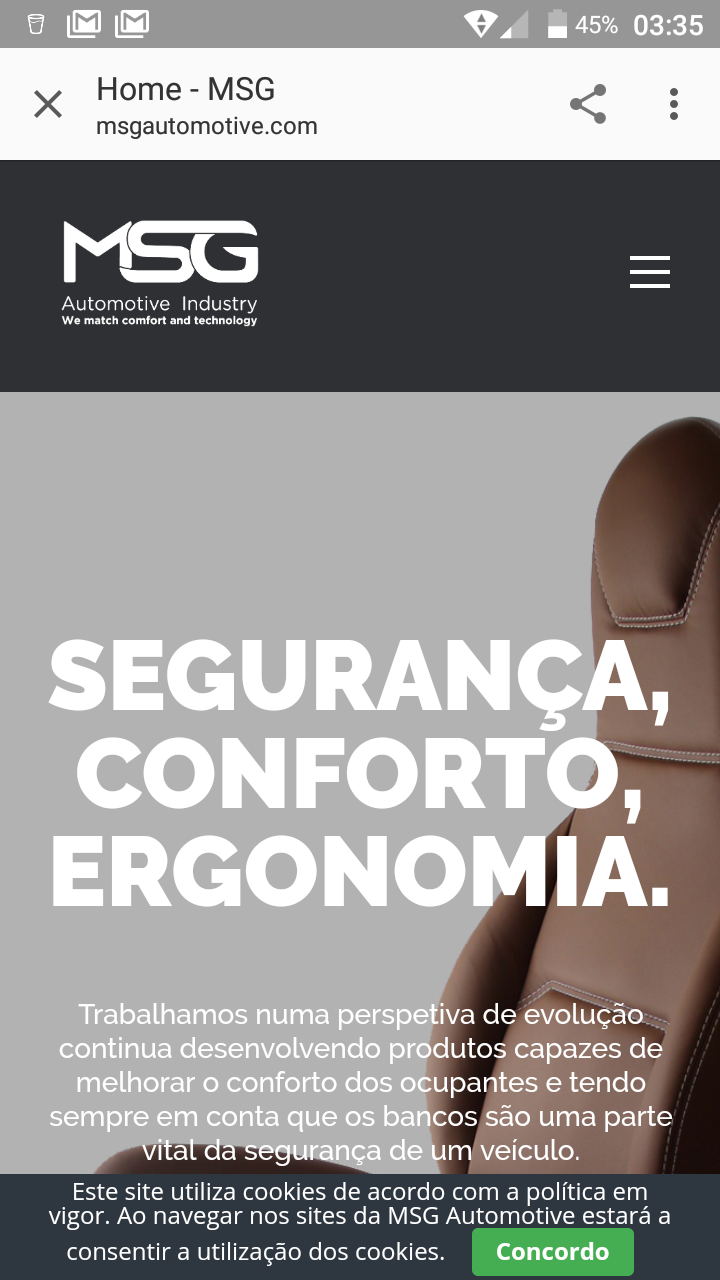 45% 03:35
Home - MSG
msgautomotive.com
MSG
Automotive Industry
We match comfort and technology
SEGURANÇA,
CONFORTO,
ERGONOMIA.
Trabalhamos numa perspetiva de evolução
continua desenvolvendo produtos capazes de
melhorar o conforto dos ocupantes e tendo
sempre em conta que os bancos são uma parte
vital da segurança de um veículo.
Este site utiliza cookies de acordo com a política em
vigor. Ao navegar nos sites da MSG Automotive estará a
consentir a utilização dos cookies. Concordo